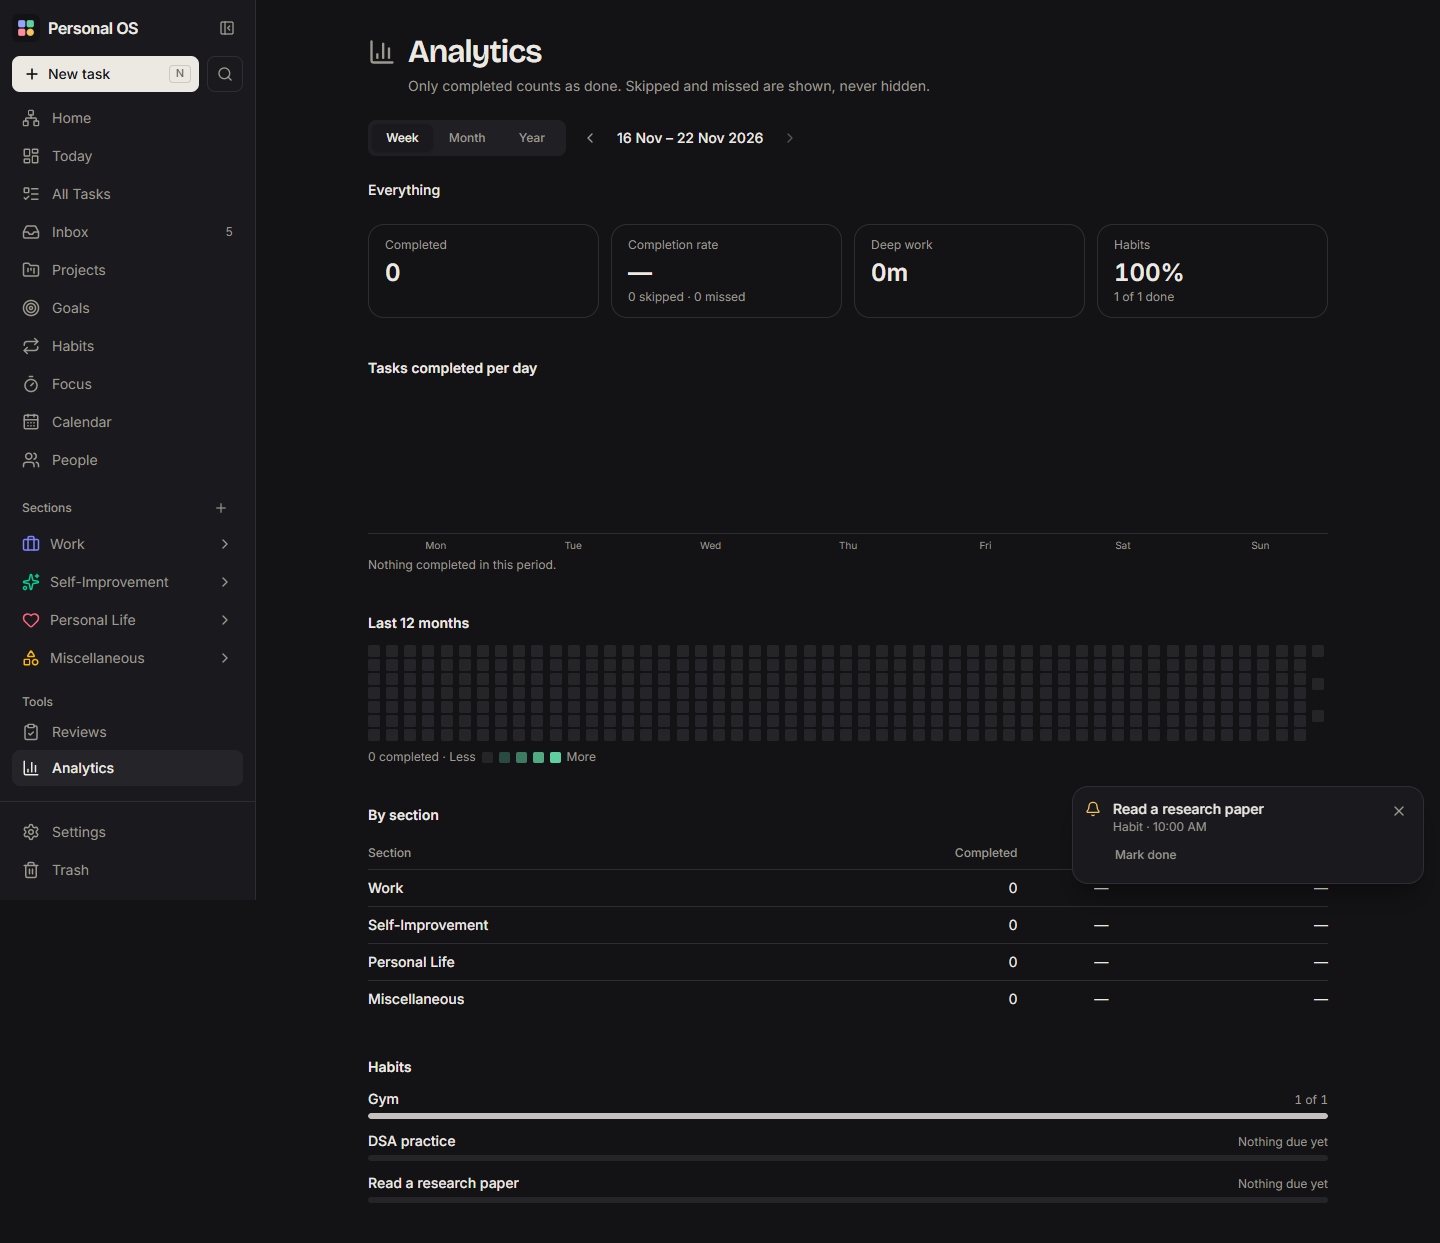 Personal OS
New task
N
Home
Today
All Tasks
Inbox
5
Projects
Goals
Habits
Focus
Calendar
People
Sections
Work
Self-Improvement
Personal Life
Miscellaneous
Tools
Reviews
Analytics
Settings
Trash
Analytics
Only completed counts as done. Skipped and missed are shown, never hidden.
Week Month Year
16 Nov – 22 Nov 2026
Everything
Completed
0
Completion rate
—
0 skipped · 0 missed
Deep work
0m
Habits
100%
1 of 1 done
Tasks completed per day
Mon Tue Wed Thu Fri Sat Sun
Nothing completed in this period.
Last 12 months
0 completed · Less More
By section
Section Completed
Work 0 — —
Self-Improvement 0 — —
Personal Life 0 — —
Miscellaneous 0 — —
Read a research paper
Habit · 10:00 AM
Mark done
Habits
Gym 1 of 1
DSA practice Nothing due yet
Read a research paper Nothing due yet